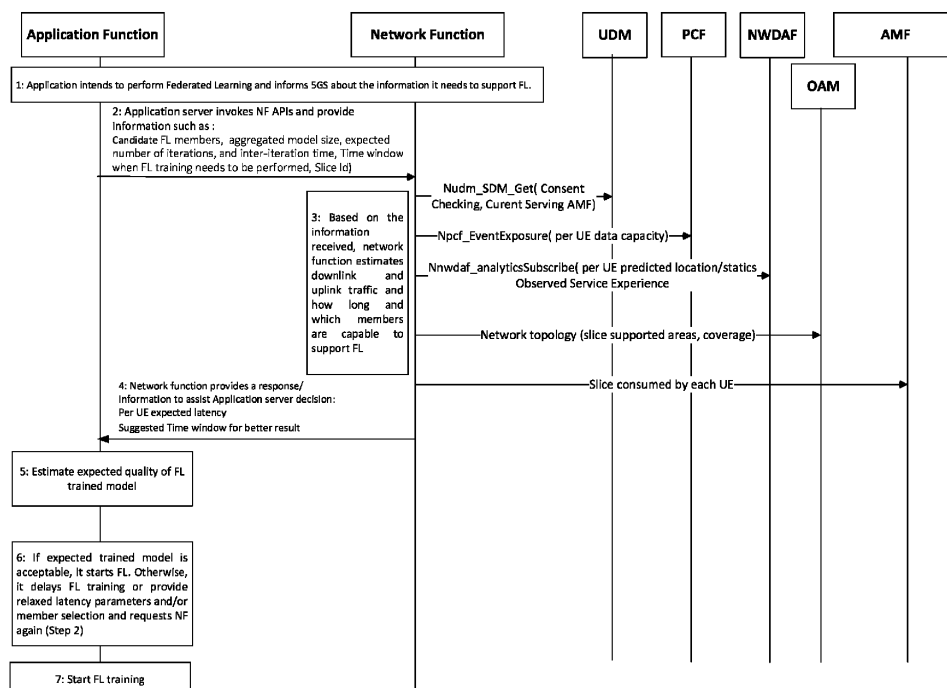 Application Function
Network Function
UDM
PCF
NWDAF
AMF
OAM
1: Application intends to perform Federated Learning and informs 5GS about the information it needs to support FL.
2: Application server invokes NF APIs and provide
Information such as :
Candidate FL members, aggregated model size, expected
number of iterations, and inter-iteration time, Time window
when FL training needs to be performed, Slice Id)
Nudm_SDM_Get( Consent
Checking, Curent Serving AMF)
3: Based on the
information
received, network
function estimates
downlink and
uplink traffic and
how long and
which members
are capable to
support FL
Npcf_EventExposure( per UE data capacity)
Nnwdaf_analyticsSubscribe( per UE predicted location/statics
Observed Service Experience
Network topology (slice supported areas, coverage)
Slice consumed by each UE
4: Network function provides a response/
Information to assist Application server decision:
Per UE expected latency
Suggested Time window for better result
5: Estimate expected quality of FL
trained model
6: If expected trained model is
acceptable, it starts FL. Otherwise,
it delays FL training or provide
relaxed latency parameters and/or
member selection and requests NF
again (Step 2)
7: Start FL training